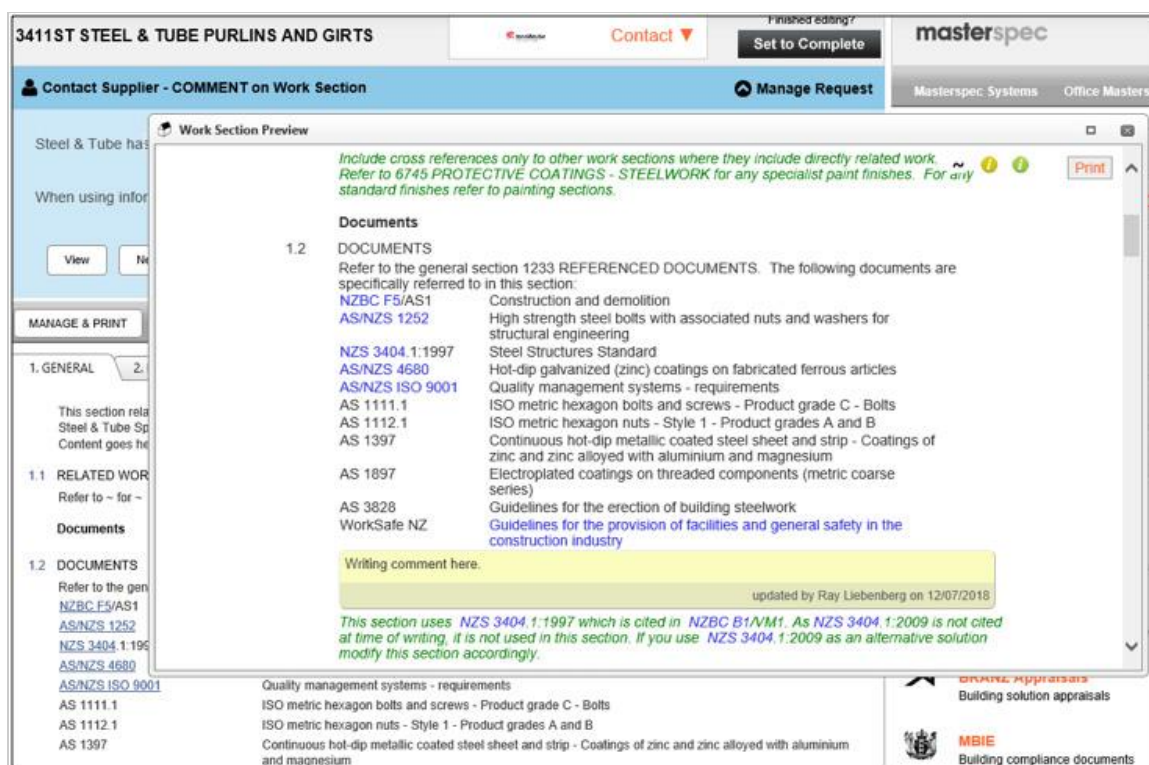 Finished editing?
3411ST STEEL & TUBE PURLINS AND GIRTS
Contact ▼
Set to Complete
masterspec
Contact Supplier - COMMENT on Work Section
Manage Request
Masterspec Systems
Office Masters
Steel & Tube has
When using infor
View
Ne
MANAGE & PRINT
1. GENERAL
2.
This section rela
Steel & Tube Sp
Content goes he
1.1 RELATED WOR
Refer to ~ for ~
Documents
1.2 DOCUMENTS
Refer to the gen
NZBC F5/AS1
AS/NZS 1252
NZS 3404.1:199
AS/NZS 4680
AS/NZS ISO 9001 Quality management systems - requirements
AS 1111.1 ISO metric hexagon bolts and screws - Product grade C - Bolts
AS 1112.1 ISO metric hexagon nuts - Style 1 - Product grades A and B
AS 1397 Continuous hot-dip metallic coated steel sheet and strip - Coatings of zinc and zinc alloyed with aluminium
and magnesium
Work Section Preview
Include cross references only to other work sections where they include directly related work.
Refer to 6745 PROTECTIVE COATINGS - STEELWORK for any specialist paint finishes. For any
standard finishes refer to painting sections.
~
Print
Documents
1.2 DOCUMENTS
Refer to the general section 1233 REFERENCED DOCUMENTS. The following documents are
specifically referred to in this section:
NZBC F5/AS1 Construction and demolition
AS/NZS 1252 High strength steel bolts with associated nuts and washers for
structural engineering
NZS 3404.1:1997 Steel Structures Standard
AS/NZS 4680 Hot-dip galvanized (zinc) coatings on fabricated ferrous articles
AS/NZS ISO 9001 Quality management systems - requirements
AS 1111.1 ISO metric hexagon bolts and screws - Product grade C - Bolts
AS 1112.1 ISO metric hexagon nuts - Style 1 - Product grades A and B
AS 1397 Continuous hot-dip metallic coated steel sheet and strip - Coatings of
zinc and zinc alloyed with aluminium and magnesium
AS 1897 Electroplated coatings on threaded components (metric coarse
series)
AS 3828 Guidelines for the erection of building steelwork
WorkSafe NZ Guidelines for the provision of facilities and general safety in the
construction industry
Writing comment here.
updated by Ray Liebenberg on 12/07/2018
This section uses NZS 3404.1:1997 which is cited in NZBC B1/VM1. As NZS 3404.1:2009 is not cited
at time of writing, it is not used in this section. If you use NZS 3404.1:2009 as an alternative solution
modify this section accordingly.
BRANZ Appraisals
Building solution appraisals
MBIE
Building compliance documents